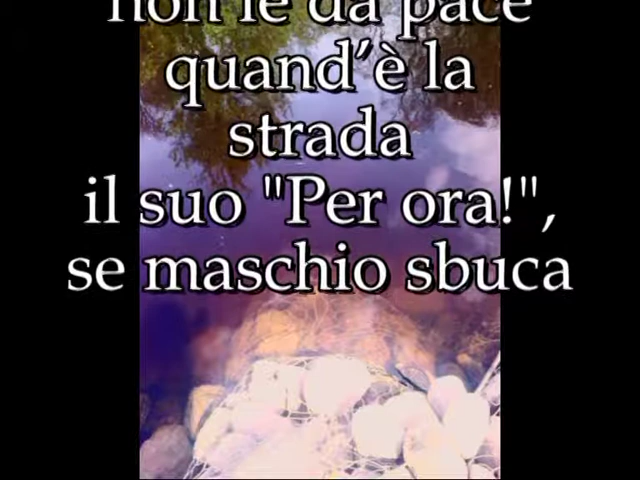 non le dà pace
quand’è la
strada
il suo "Per ora!",
se maschio sbuca